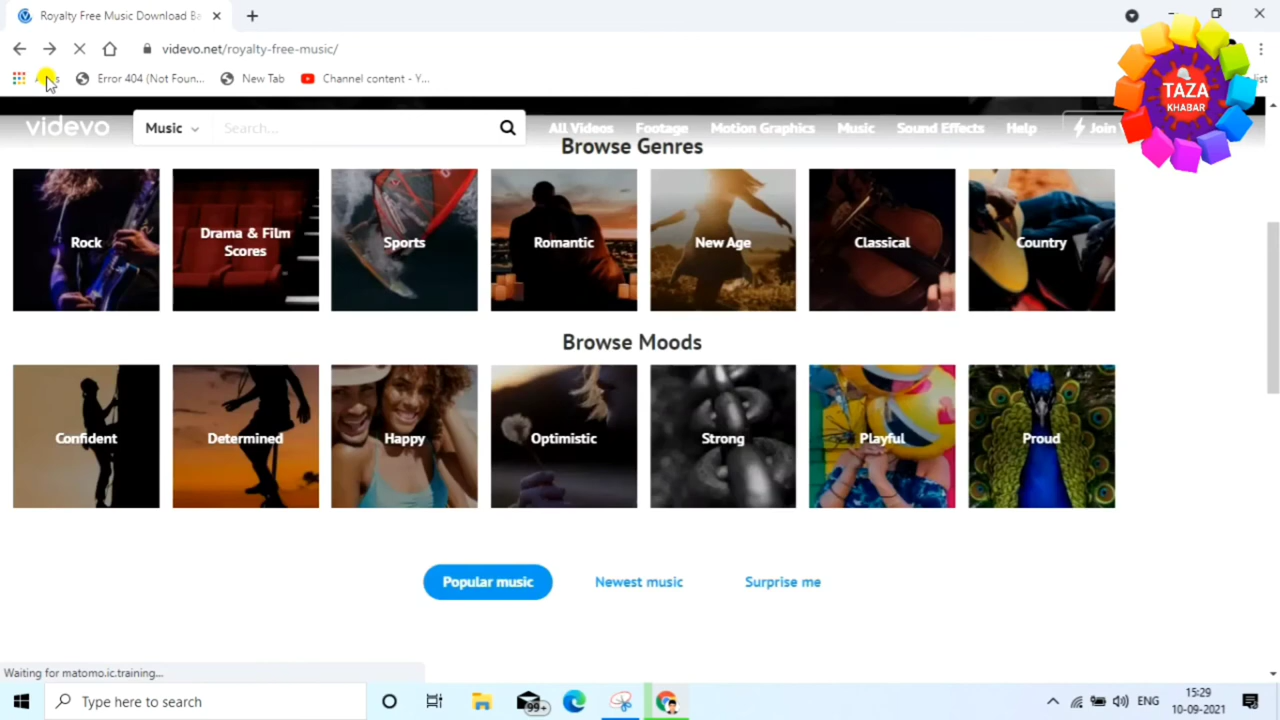 Royalty Free Music Download Ba
videvo.net/royalty-free-music/
Error 404 (Not Foun... New Tab Channel content - Y...
list
TAZA
KHABAR
videvo Music Search... All Videos Footage Motion Graphics Music Sound Effects Help Join
Browse Genres
Rock
Drama & Film
Scores
Sports
Romantic
New Age
Classical
Country
Browse Moods
Confident
Determined
Happy
Optimistic
Strong
Playful
Proud
Popular music Newest music Surprise me
Waiting for matomo.ic.training...
Type here to search
99+
ENG
15:29
10-09-2021